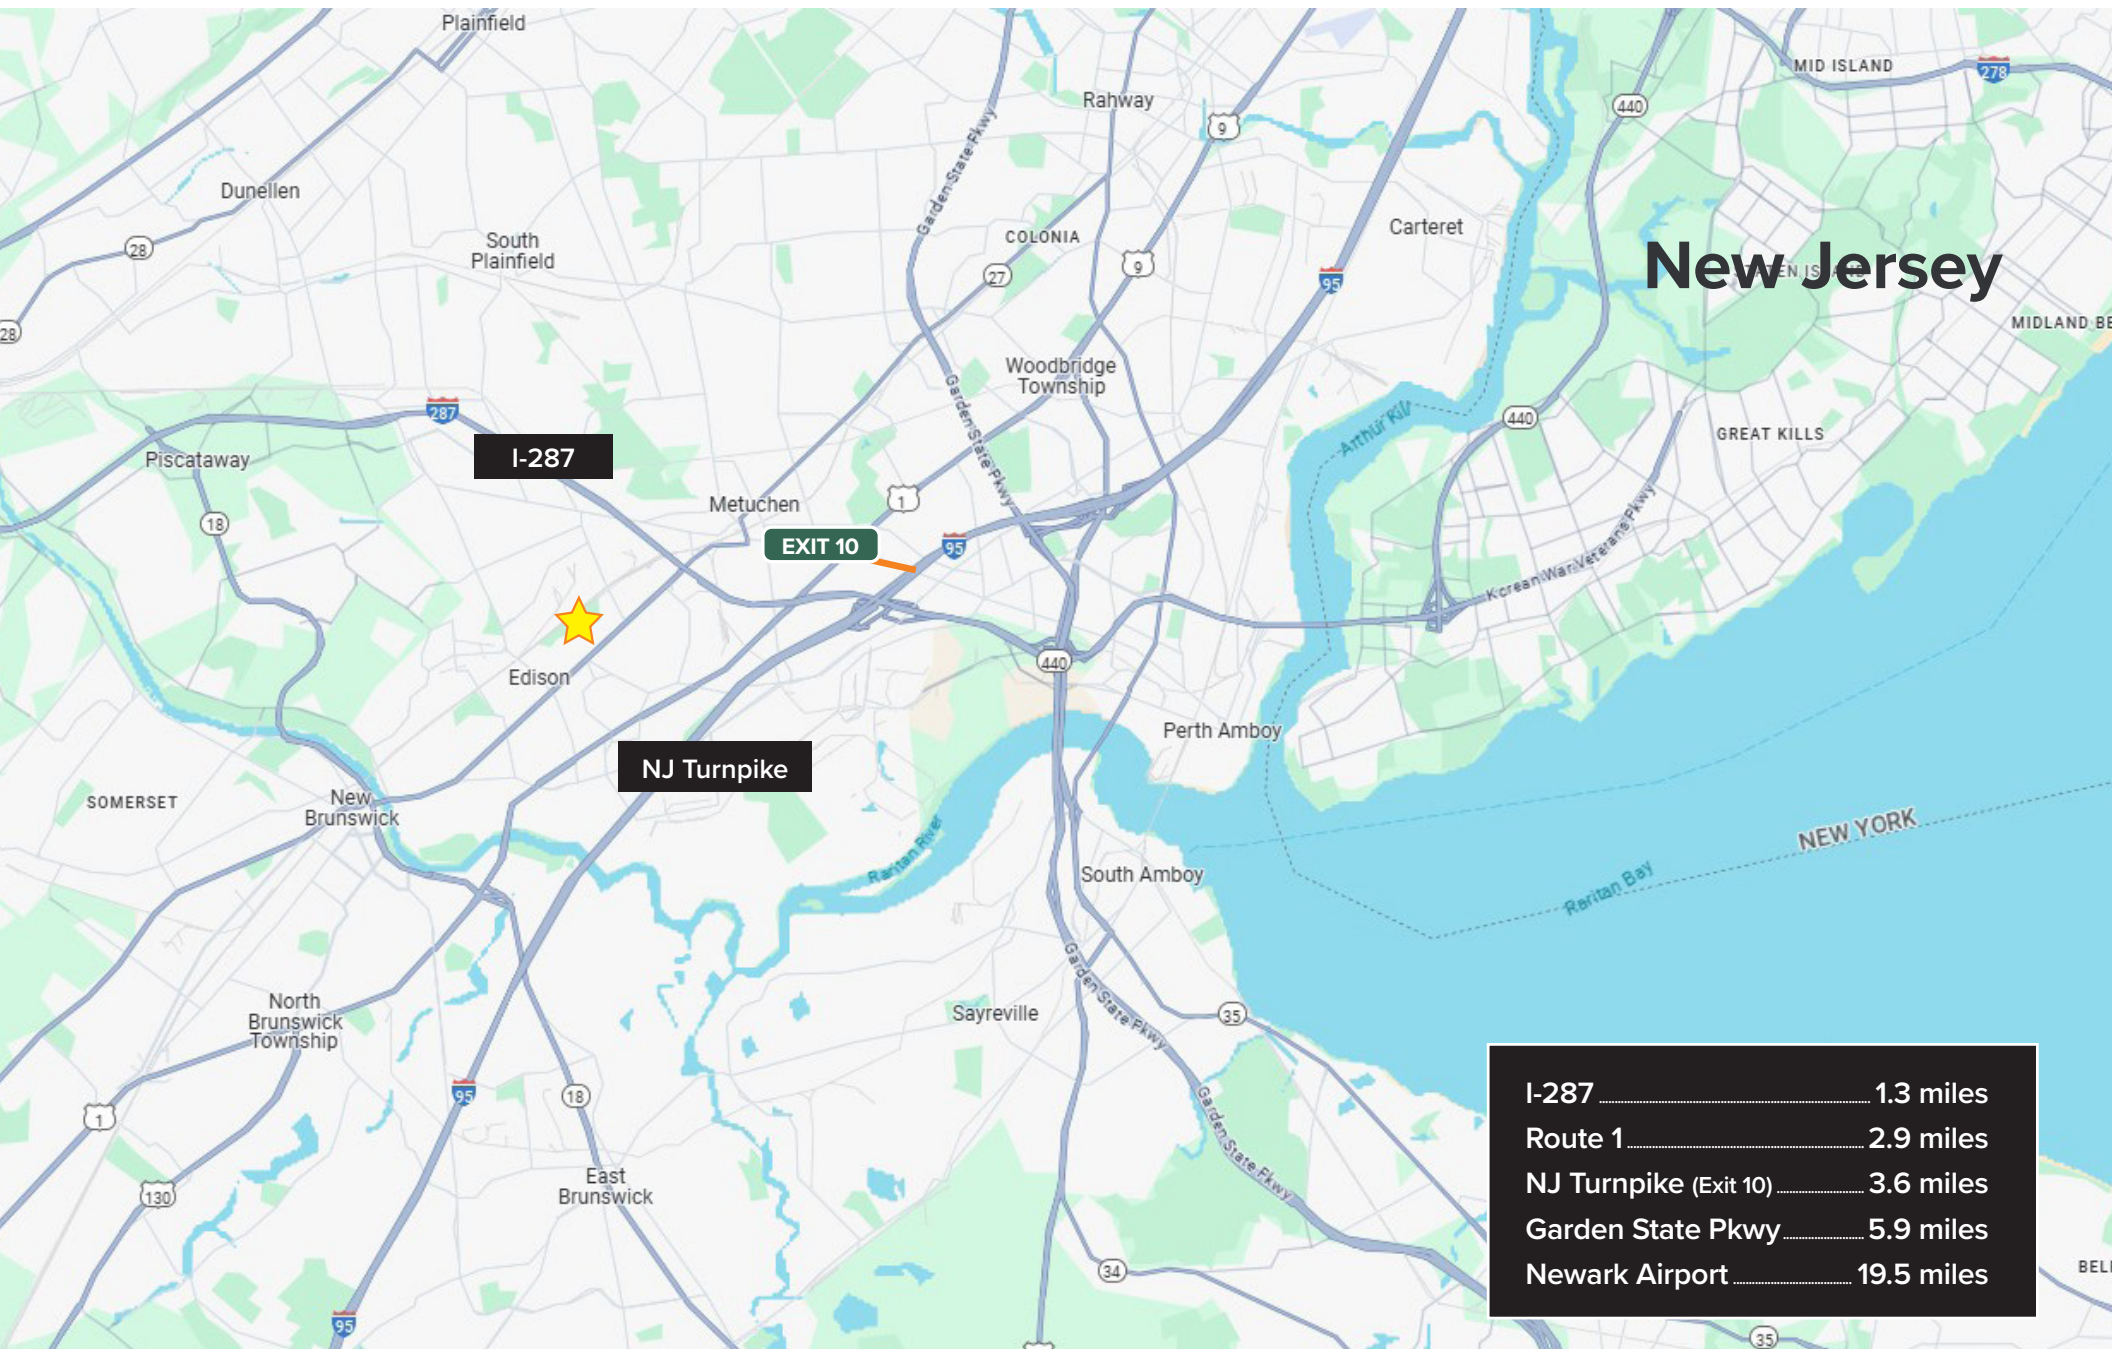 Plainfield
MID ISLAND
278
Rahway
440
9
Dunellen
Garden State Pkwy
28
South
Plainfield
COLONIA
Carteret
New Jersey
9
27
95
28
MIDLAND BE
Woodbridge
Township
287
Garden State Pkwy
Arthur Kill
440
GREAT KILLS
I-287
Piscataway
Metuchen
1
18
EXIT 10
95
Korean War Veterans Pkwy
Edison
440
Perth Amboy
NJ Turnpike
SOMERSET
New
Brunswick
NEW YORK
Raritan River
South Amboy
Raritan Bay
North
Brunswick
Township
Sayreville
Garden State Pkwy
35
95
18
1
Garden State Pkwy
East
Brunswick
130
34
95
35
BEL
I-287 1.3 miles
Route 1 2.9 miles
NJ Turnpike (Exit 10) 3.6 miles
Garden State Pkwy 5.9 miles
Newark Airport 19.5 miles